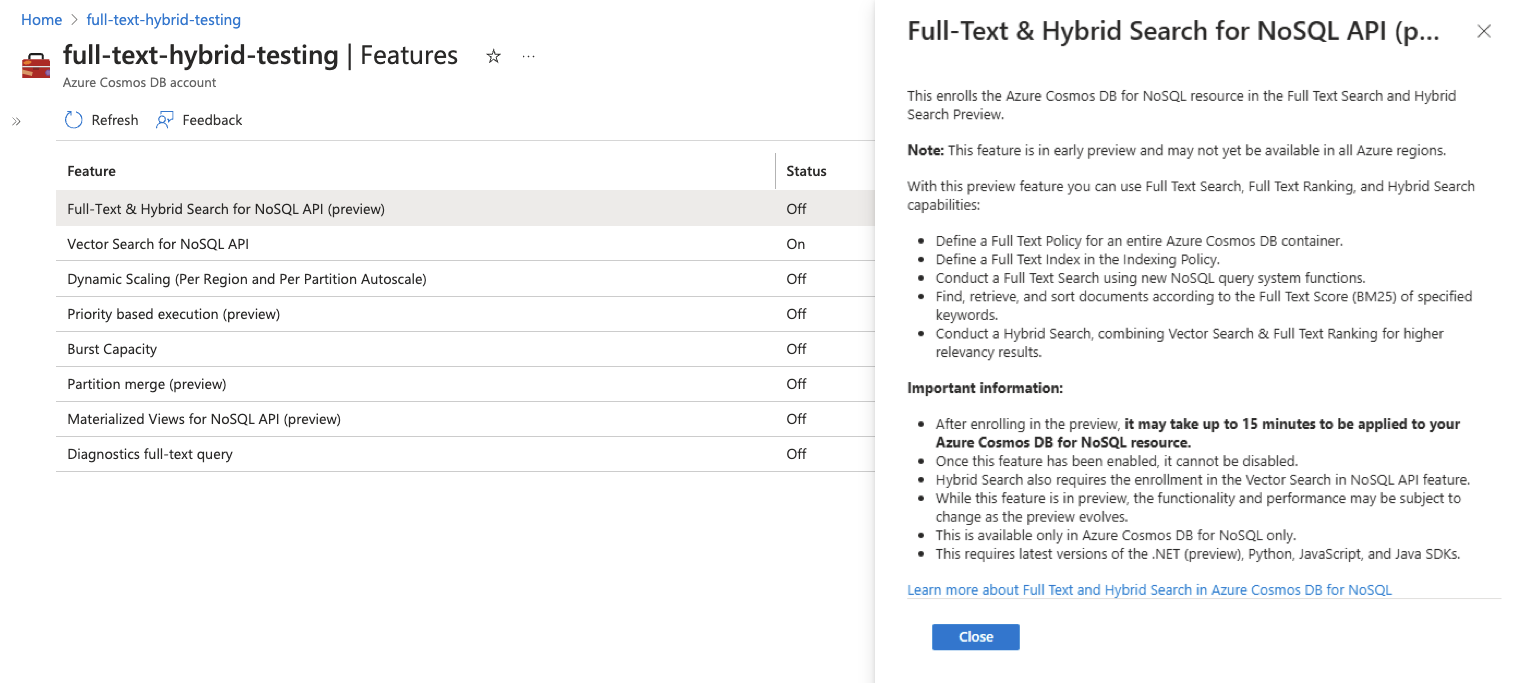 Home > full-text-hybrid-testing
full-text-hybrid-testing | Features
Azure Cosmos DB account
Refresh
Feedback
Feature Status
Full-Text & Hybrid Search for NoSQL API (preview) Off
Vector Search for NoSQL API On
Dynamic Scaling (Per Region and Per Partition Autoscale) Off
Priority based execution (preview) Off
Burst Capacity Off
Partition merge (preview) Off
Materialized Views for NoSQL API (preview) Off
Diagnostics full-text query Off
Full-Text & Hybrid Search for NoSQL API (p...
This enrolls the Azure Cosmos DB for NoSQL resource in the Full Text Search and Hybrid
Search Preview.
Note: This feature is in early preview and may not yet be available in all Azure regions.
With this preview feature you can use Full Text Search, Full Text Ranking, and Hybrid Search
capabilities:
• Define a Full Text Policy for an entire Azure Cosmos DB container.
• Define a Full Text Index in the Indexing Policy.
• Conduct a Full Text Search using new NoSQL query system functions.
• Find, retrieve, and sort documents according to the Full Text Score (BM25) of specified
keywords.
• Conduct a Hybrid Search, combining Vector Search & Full Text Ranking for higher
relevancy results.
Important information:
• After enrolling in the preview, it may take up to 15 minutes to be applied to your
Azure Cosmos DB for NoSQL resource.
• Once this feature has been enabled, it cannot be disabled.
• Hybrid Search also requires the enrollment in the Vector Search in NoSQL API feature.
• While this feature is in preview, the functionality and performance may be subject to
change as the preview evolves.
• This is available only in Azure Cosmos DB for NoSQL only.
• This requires latest versions of the .NET (preview), Python, JavaScript, and Java SDKs.
Learn more about Full Text and Hybrid Search in Azure Cosmos DB for NoSQL
Close